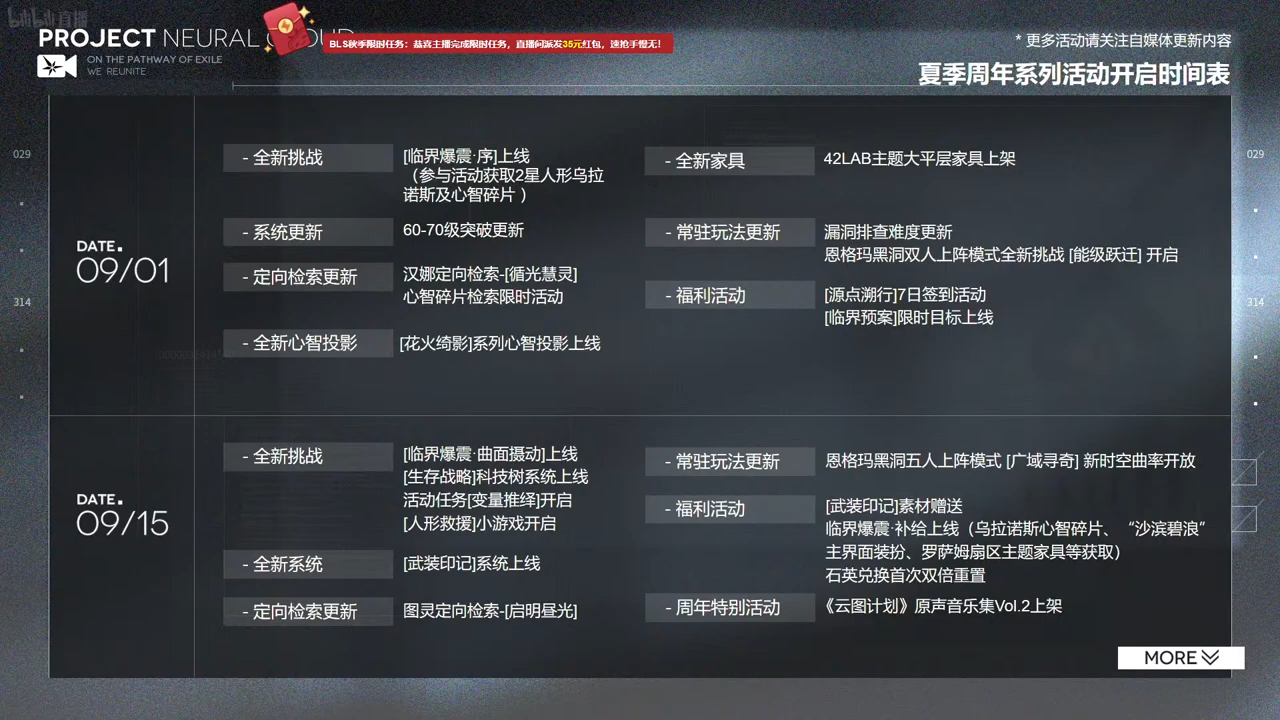 bilibili直播
PROJECT NEURAL CLOUD
ON THE PATHWAY OF EXILE
WE REUNITE
BLS秋季限时任务：恭喜主播完成限时任务，直播间派发35元红包，速抢手慢无！
* 更多活动请关注自媒体更新内容
夏季周年系列活动开启时间表
029
314
029
314
DATE.
09/01
- 全新挑战
[临界爆震·序]上线
（参与活动获取2星人形乌拉
诺斯及心智碎片 ）
- 系统更新
60-70级突破更新
- 定向检索更新
汉娜定向检索-[循光慧灵]
心智碎片检索限时活动
- 全新心智投影
[花火绮影]系列心智投影上线
- 全新家具
42LAB主题大平层家具上架
- 常驻玩法更新
漏洞排查难度更新
恩格玛黑洞双人上阵模式全新挑战 [能级跃迁] 开启
- 福利活动
[源点溯行]7日签到活动
[临界预案]限时目标上线
DATE.
09/15
- 全新挑战
[临界爆震·曲面摄动]上线
[生存战略]科技树系统上线
活动任务[变量推绎]开启
[人形救援]小游戏开启
- 全新系统
[武装印记]系统上线
- 定向检索更新
图灵定向检索-[启明昼光]
- 常驻玩法更新
恩格玛黑洞五人上阵模式 [广域寻奇] 新时空曲率开放
- 福利活动
[武装印记]素材赠送
临界爆震·补给上线（乌拉诺斯心智碎片、“沙滨碧浪”
主界面装扮、罗萨姆扇区主题家具等获取）
石英兑换首次双倍重置
- 周年特别活动
《云图计划》原声音乐集Vol.2上架
MORE